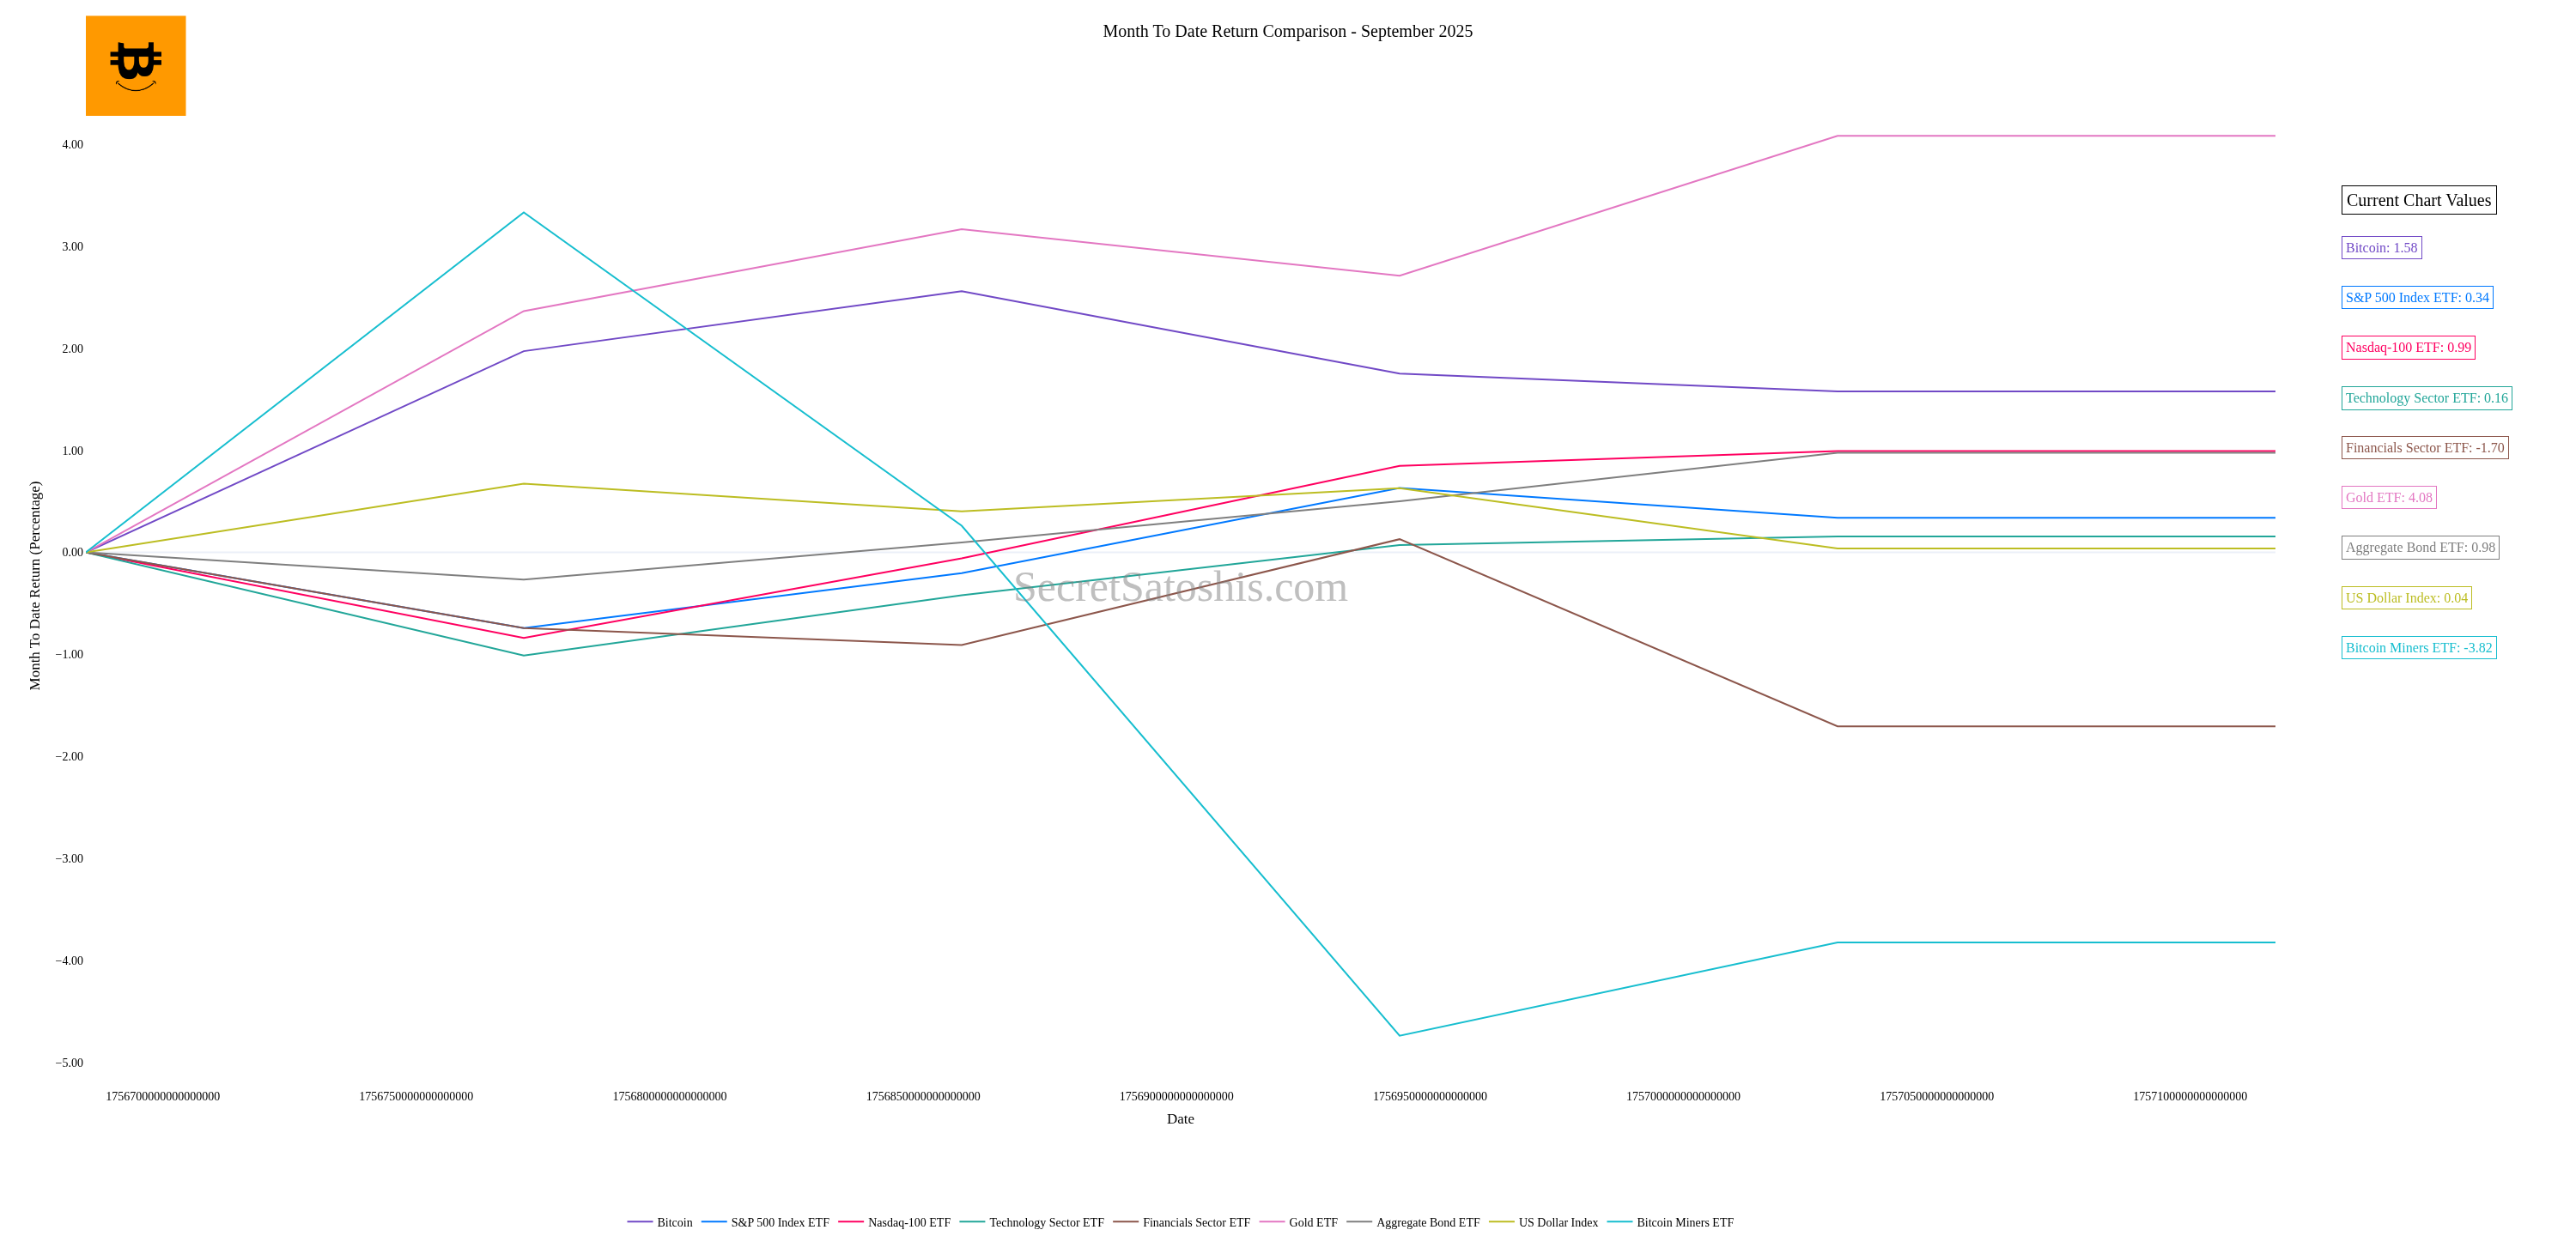 Month To Date Return Comparison - September 2025
4.00
3.00
2.00
1.00
0.00
−1.00
−2.00
−3.00
−4.00
−5.00
Month To Date Return (Percentage)
SecretSatoshis.com
Current Chart Values
Bitcoin: 1.58
S&P 500 Index ETF: 0.34
Nasdaq-100 ETF: 0.99
Technology Sector ETF: 0.16
Financials Sector ETF: -1.70
Gold ETF: 4.08
Aggregate Bond ETF: 0.98
US Dollar Index: 0.04
Bitcoin Miners ETF: -3.82
1756700000000000000 1756750000000000000 1756800000000000000 1756850000000000000 1756900000000000000 1756950000000000000 1757000000000000000 1757050000000000000 1757100000000000000
Date
Bitcoin S&P 500 Index ETF Nasdaq-100 ETF Technology Sector ETF Financials Sector ETF Gold ETF Aggregate Bond ETF US Dollar Index Bitcoin Miners ETF